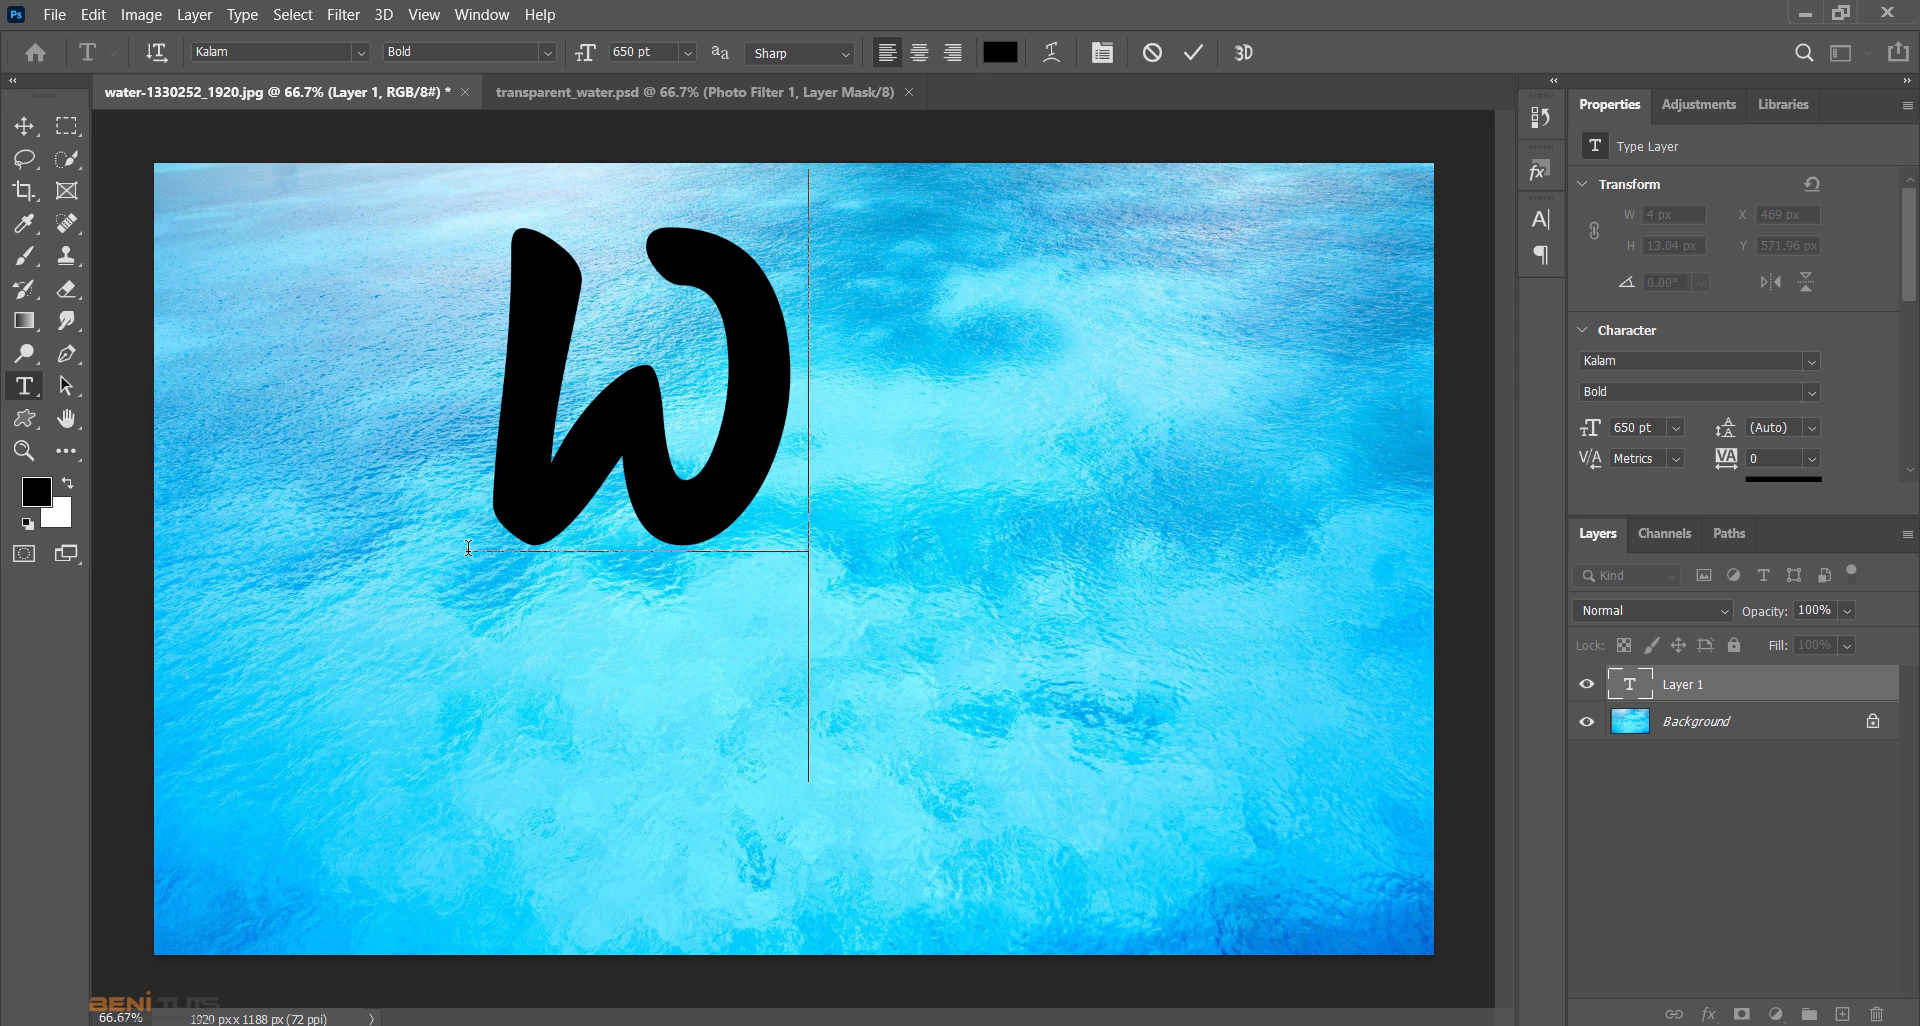 Ps File Edit Image Layer Type Select Filter 3D View Window Help
Kalam Bold 650 pt Sharp 3D
water-1330252_1920.jpg @ 66.7% (Layer 1, RGB/8#) * transparent_water.psd @ 66.7% (Photo Filter 1, Layer Mask/8)
Properties Adjustments Libraries
T Type Layer
Transform
W 4 px X 469 px
H 13.04 px Y 571.96 px
0.00°
Character
Kalam
Bold
650 pt (Auto)
Metrics 0
W
Layers Channels Paths
Kind
Normal Opacity: 100%
Lock: Fill: 100%
T Layer 1
Background
BENI TUTS
66.67% 1920 px x 1188 px (72 ppi)